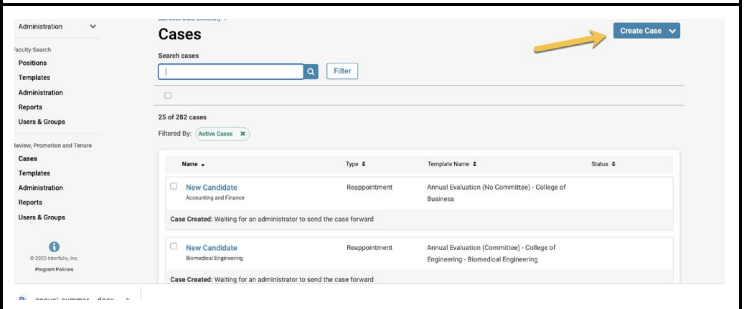 Administration
Faculty Search
Positions
Templates
Administration
Reports
Users & Groups
Review, Promotion and Tenure
Cases
Templates
Administration
Reports
Users & Groups
© 2020 Interfolio, Inc.
Program Policies
Cases
Create Case
Search cases
Filter
25 of 282 cases
Filtered By: Active Cases ×
Name Type Template Name Status
New Candidate Reappointment Annual Evaluation (No Committee) - College of
Accounting and Finance Business
Case Created: Waiting for an administrator to send the case forward
New Candidate Reappointment Annual Evaluation (Committee) - College of
Biomedical Engineering Engineering - Biomedical Engineering
Case Created: Waiting for an administrator to send the case forward